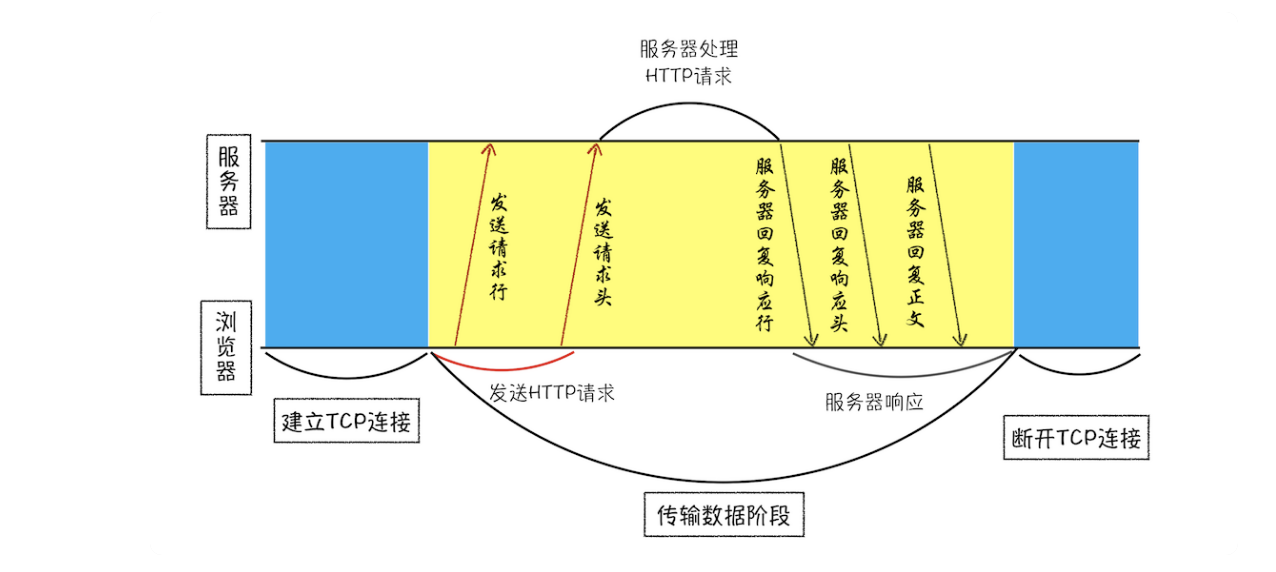 服务器处理
HTTP请求
服务器
发送请求行
发送请求头
服务器回复响应行
服务器回复响应头
服务器回复正文
浏览器
发送HTTP请求
服务器响应
建立TCP连接
断开TCP连接
传输数据阶段